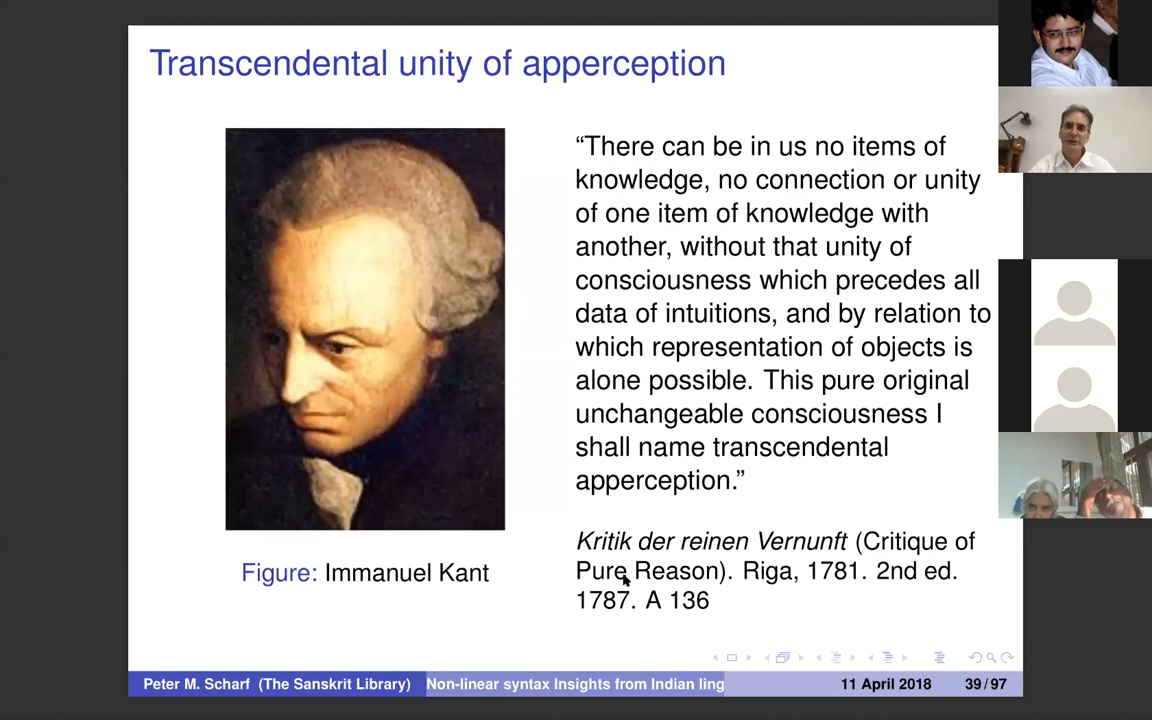 Transcendental unity of apperception
“There can be in us no items of
knowledge, no connection or unity
of one item of knowledge with
another, without that unity of
consciousness which precedes all
data of intuitions, and by relation to
which representation of objects is
alone possible. This pure original
unchangeable consciousness I
shall name transcendental
apperception.”
Kritik der reinen Vernunft (Critique of
Pure Reason). Riga, 1781. 2nd ed.
1787. A 136
Figure: Immanuel Kant
Peter M. Scharf (The Sanskrit Library)
Non-linear syntax Insights from Indian ling
11 April 2018
39/97